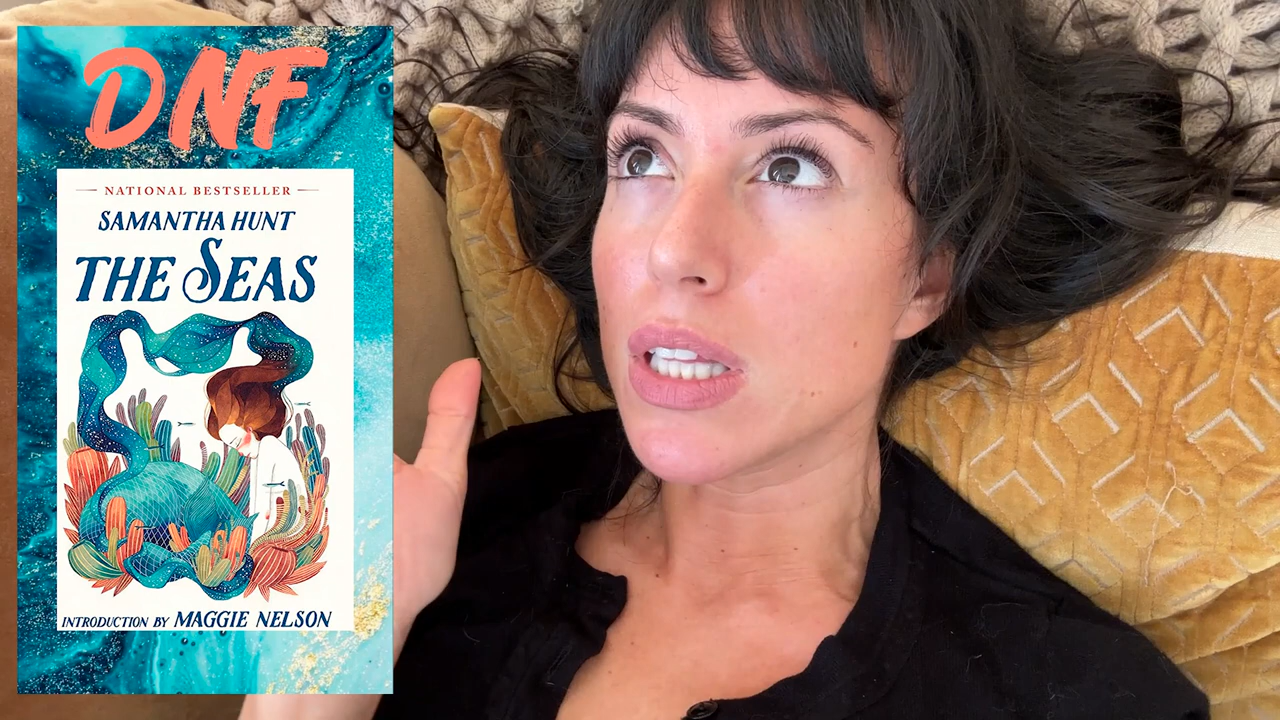 DNF
NATIONAL BESTSELLER
SAMANTHA HUNT
THE SEAS
INTRODUCTION BY MAGGIE NELSON